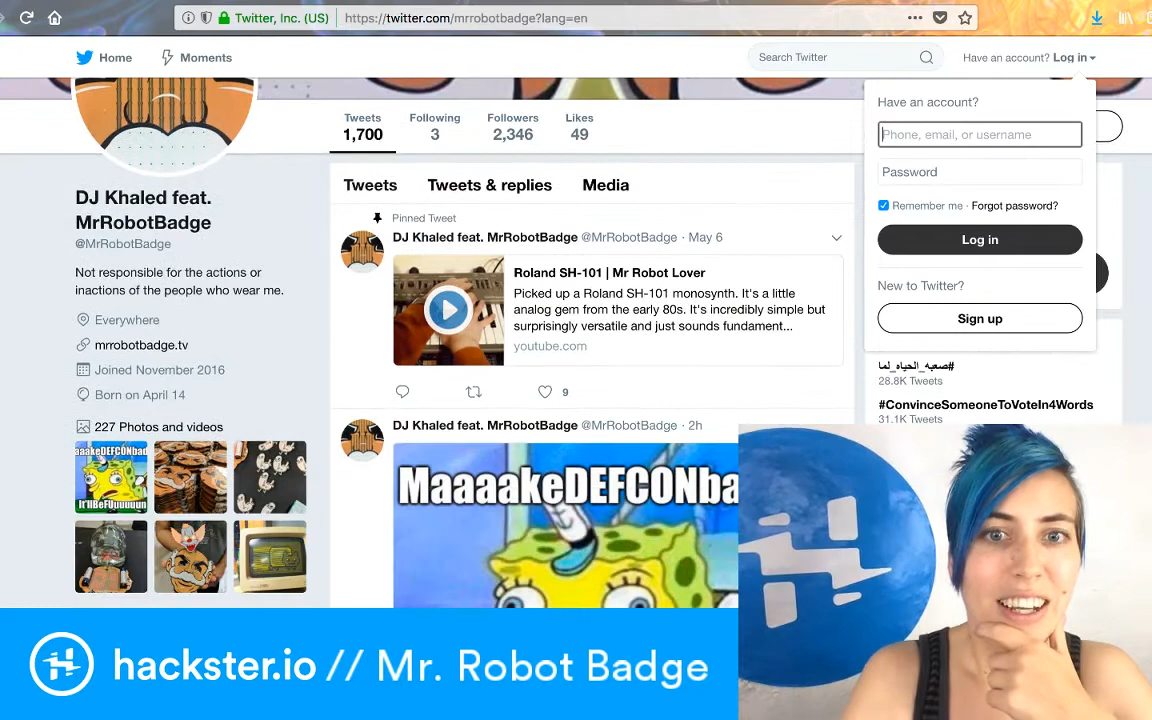 Twitter, Inc. (US)
https://twitter.com/mrrobotbadge?lang=en
Home
Moments
Search Twitter
Have an account? Log in
Tweets
1,700
Following
3
Followers
2,346
Likes
49
Have an account?
Phone, email, or username
Password
Remember me · Forgot password?
Log in
New to Twitter?
Sign up
#صعبه_الحياه_لما
28.8K Tweets
#ConvinceSomeoneToVoteIn4Words
31.1K Tweets
DJ Khaled feat.
MrRobotBadge
@MrRobotBadge
Not responsible for the actions or
inactions of the people who wear me.
Everywhere
mrrobotbadge.tv
Joined November 2016
Born on April 14
227 Photos and videos
aaakeDEFCONbad
It'llBeFUuuuuun
Tweets
Tweets & replies
Media
Pinned Tweet
DJ Khaled feat. MrRobotBadge @MrRobotBadge · May 6
Roland SH-101 | Mr Robot Lover
Picked up a Roland SH-101 monosynth. It's a little
analog gem from the early 80s. It's incredibly simple but
surprisingly versatile and just sounds fundament...
youtube.com
9
DJ Khaled feat. MrRobotBadge @MrRobotBadge · 2h
MaaaakeDEFCONba
hackster.io // Mr. Robot Badge